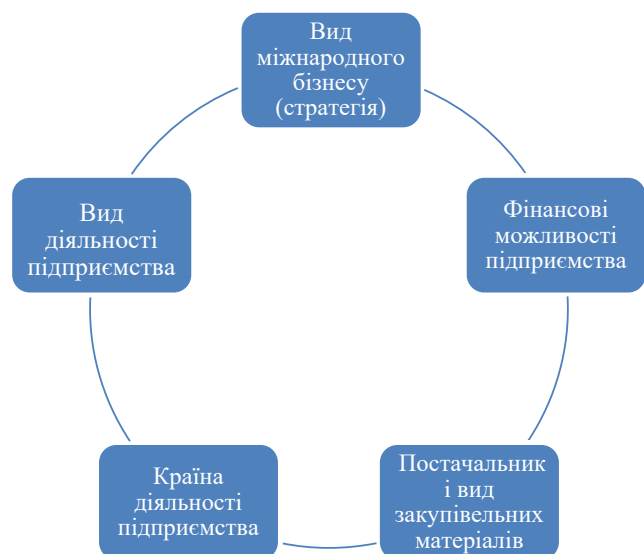 Вид
міжнародного
бізнесу
(стратегія)
Фінансові
можливості
підприємства
Постачальник
і вид
закупівельних
матеріалів
Країна
діяльності
підприємства
Вид
діяльності
підприємства